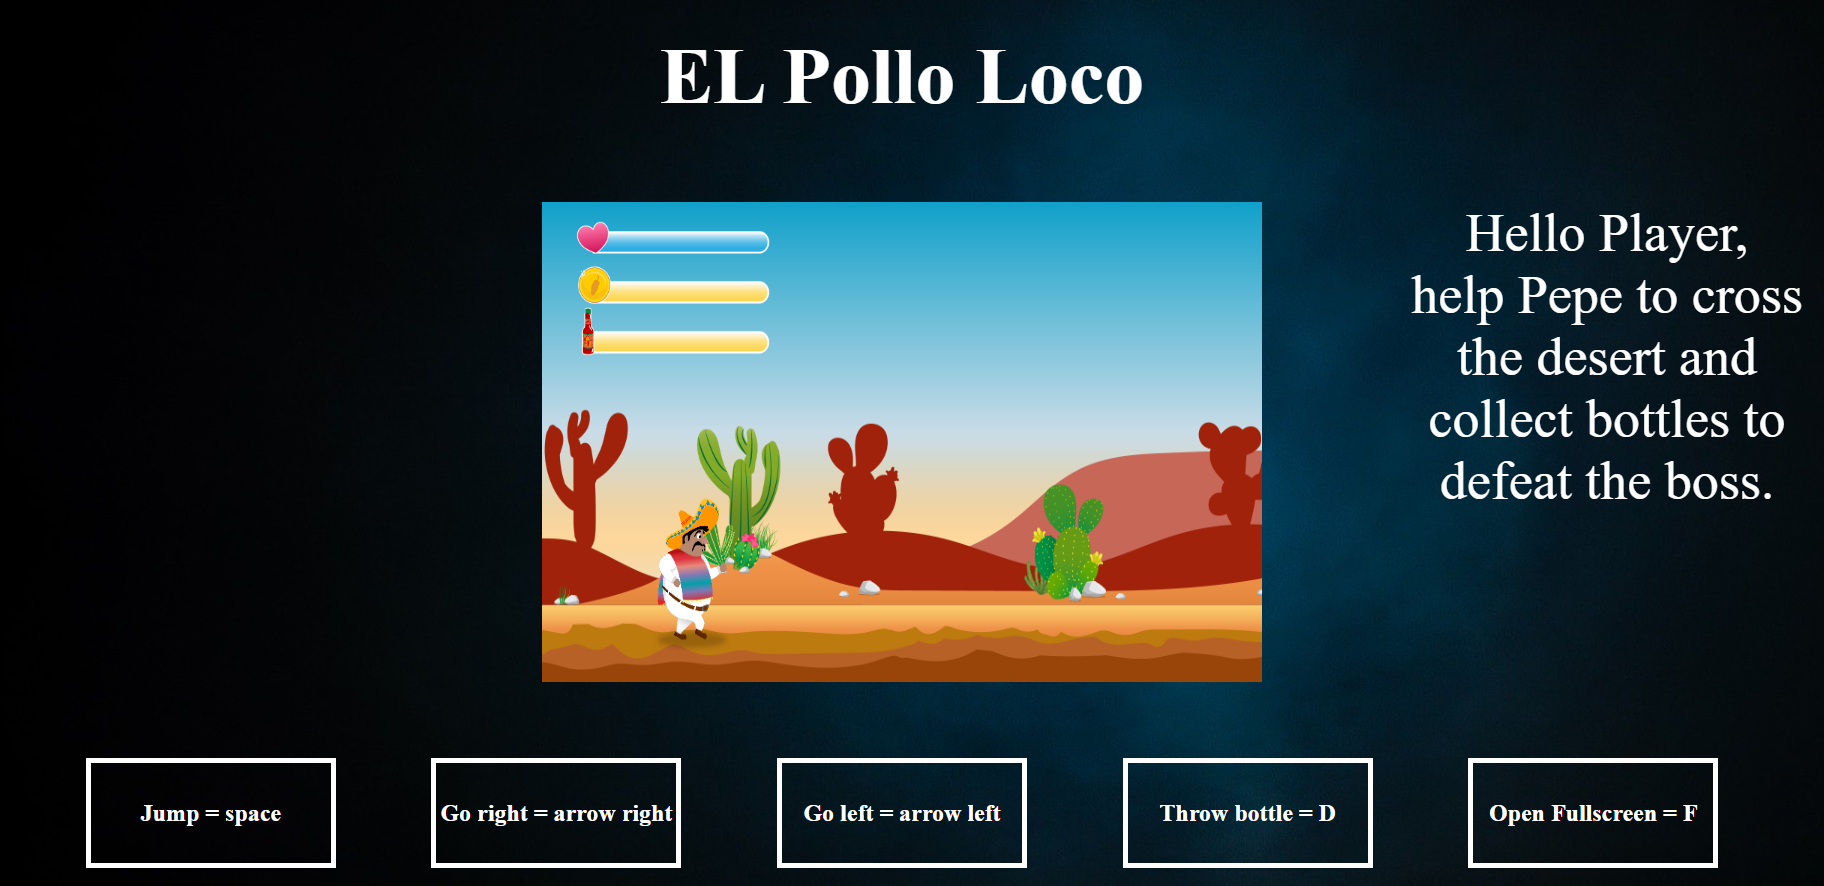 EL Pollo Loco
Hello Player,
help Pepe to cross
the desert and
collect bottles to
defeat the boss.
Jump = space
Go right = arrow right
Go left = arrow left
Throw bottle = D
Open Fullscreen = F